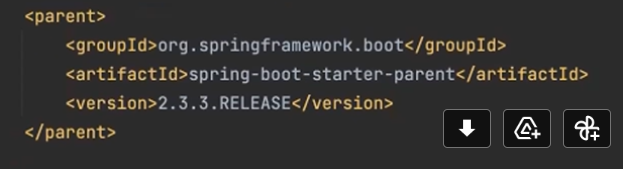 <parent>
<groupId>org.springframework.boot</groupId>
<artifactId>spring-boot-starter-parent</artifactId>
<version>2.3.3.RELEASE</version>
</parent>